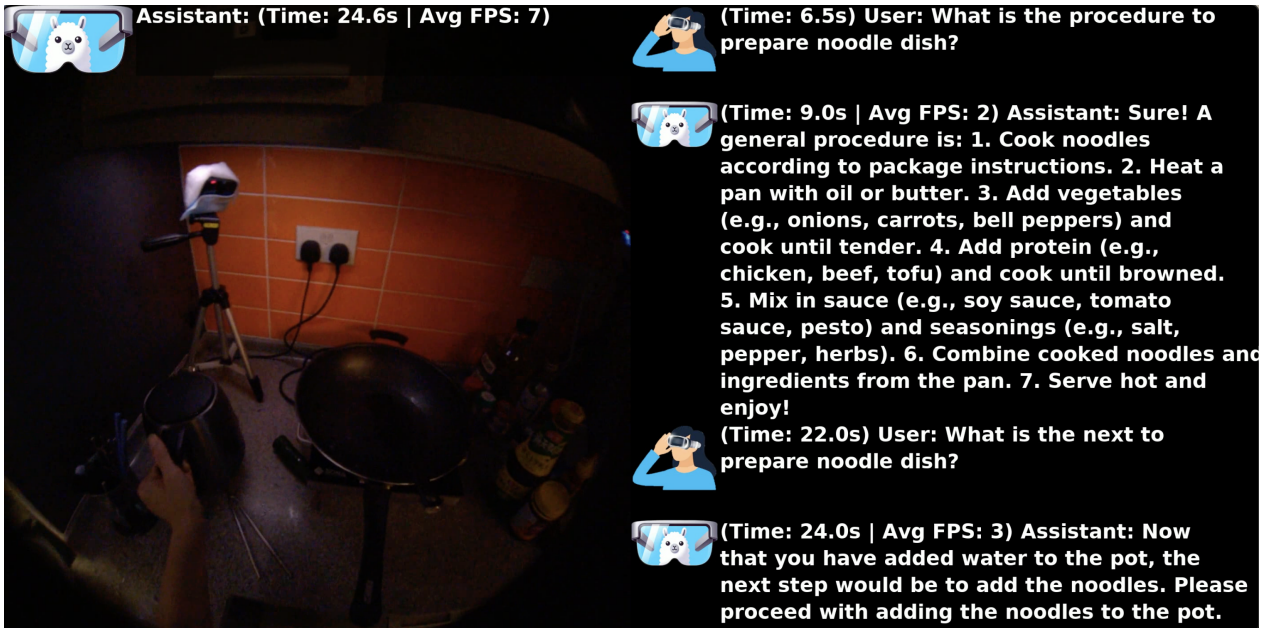 Assistant: (Time: 24.6s | Avg FPS: 7)
(Time: 6.5s) User: What is the procedure to
prepare noodle dish?
(Time: 9.0s | Avg FPS: 2) Assistant: Sure! A
general procedure is: 1. Cook noodles
according to package instructions. 2. Heat a
pan with oil or butter. 3. Add vegetables
(e.g., onions, carrots, bell peppers) and
cook until tender. 4. Add protein (e.g.,
chicken, beef, tofu) and cook until browned.
5. Mix in sauce (e.g., soy sauce, tomato
sauce, pesto) and seasonings (e.g., salt,
pepper, herbs). 6. Combine cooked noodles and
ingredients from the pan. 7. Serve hot and
enjoy!
(Time: 22.0s) User: What is the next to
prepare noodle dish?
(Time: 24.0s | Avg FPS: 3) Assistant: Now
that you have added water to the pot, the
next step would be to add the noodles. Please
proceed with adding the noodles to the pot.